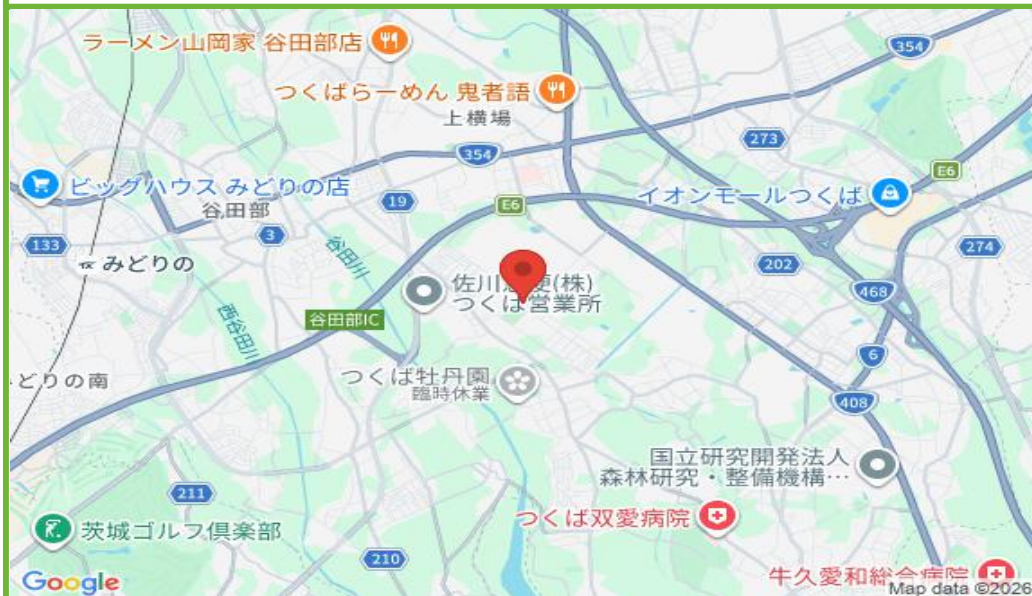 ラーメン山岡家 谷田部店
354
つくばらーめん 鬼者語
上横場
273
354
E6
ビッグハウス みどりの店
19
E6
イオンモールつくば
谷田部
3
133
274
みどりの
谷田川
202
佐川急便(株)
つくば営業所
468
西谷田川
谷田部IC
6
どりの南
つくば牡丹園
臨時休業
408
国立研究開発法人
森林研究・整備機構…
211
つくば双愛病院
茨城ゴルフ倶楽部
210
牛久愛和総合病院
Google
Map data ©2026